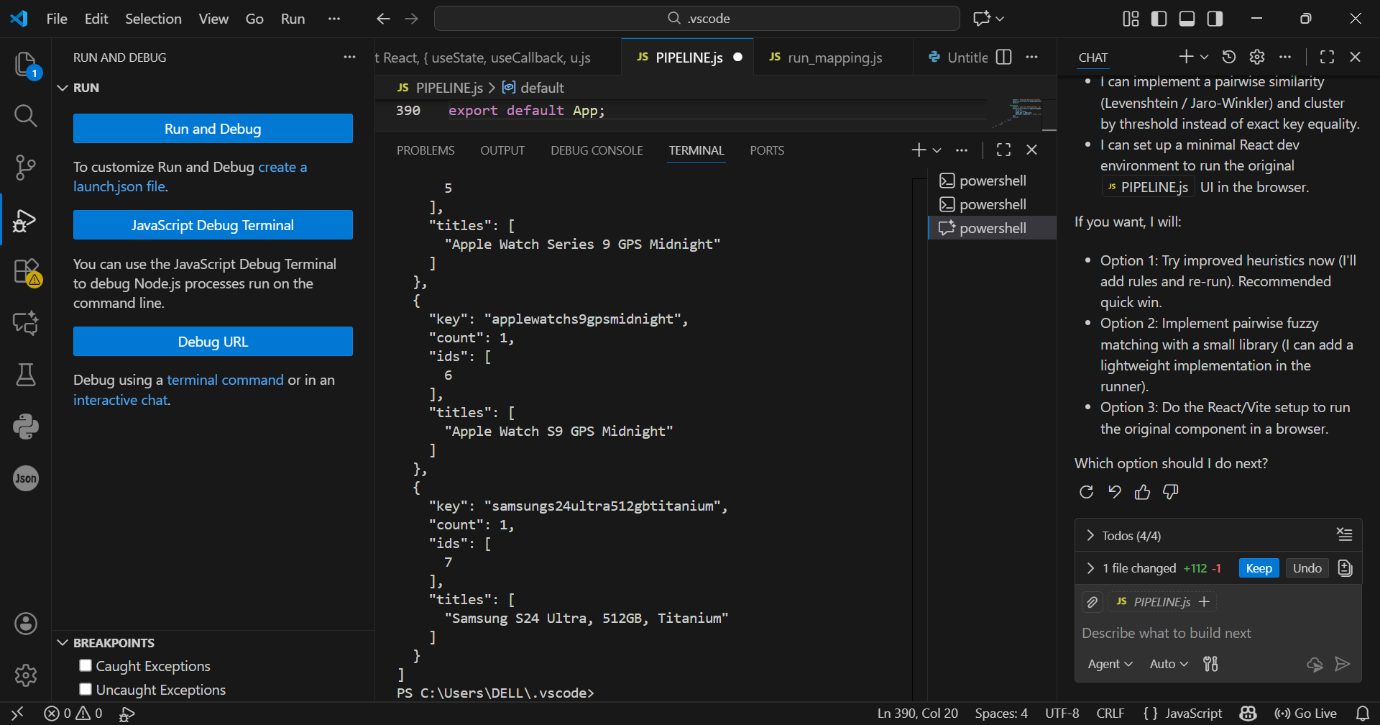 File Edit Selection View Go Run ··· .vscode
RUN AND DEBUG ···
RUN
Run and Debug
To customize Run and Debug create a
launch.json file.
JavaScript Debug Terminal
You can use the JavaScript Debug Terminal
to debug Node.js processes run on the
command line.
Debug URL
Debug using a terminal command or in an
interactive chat.
BREAKPOINTS
Caught Exceptions
Uncaught Exceptions
1
Json
t React, { useState, useCallback, u.js JS PIPELINE.js JS run_mapping.js Untitle ···
JS PIPELINE.js > default
390 export default App;
PROBLEMS OUTPUT DEBUG CONSOLE TERMINAL PORTS ···
powershell
powershell
powershell
5
],
"titles": [
"Apple Watch Series 9 GPS Midnight"
]
},
{
"key": "applewatchs9gpsmidnight",
"count": 1,
"ids": [
6
],
"titles": [
"Apple Watch S9 GPS Midnight"
]
},
{
"key": "samsungs24ultra512gbtitanium",
"count": 1,
"ids": [
7
],
"titles": [
"Samsung S24 Ultra, 512GB, Titanium"
]
}
]
PS C:\Users\DELL\.vscode>
CHAT ···
• I can implement a pairwise similarity
(Levenshtein / Jaro-Winkler) and cluster
by threshold instead of exact key equality.
• I can set up a minimal React dev
environment to run the original
JS PIPELINE.js UI in the browser.
If you want, I will:
• Option 1: Try improved heuristics now (I'll
add rules and re-run). Recommended
quick win.
• Option 2: Implement pairwise fuzzy
matching with a small library (I can add a
lightweight implementation in the
runner).
• Option 3: Do the React/Vite setup to run
the original component in a browser.
Which option should I do next?
Todos (4/4)
1 file changed +112 -1 Keep Undo
JS PIPELINE.js +
Describe what to build next
Agent Auto
0 0 Ln 390, Col 20 Spaces: 4 UTF-8 CRLF { } JavaScript Go Live